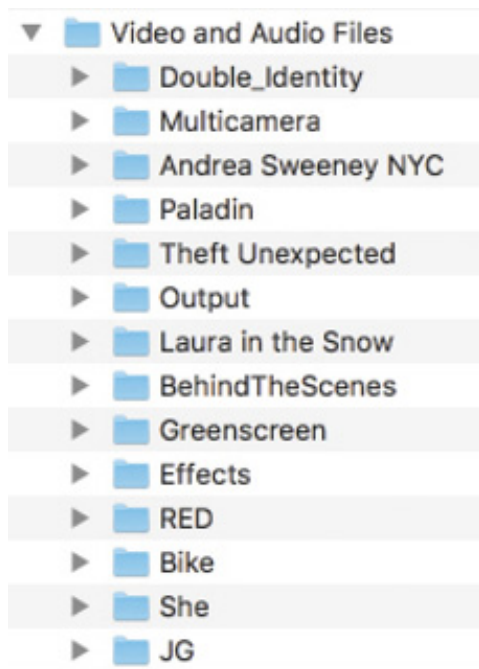 Video and Audio Files
Double_Identity
Multicamera
Andrea Sweeney NYC
Paladin
Theft Unexpected
Output
Laura in the Snow
BehindTheScenes
Greenscreen
Effects
RED
Bike
She
JG